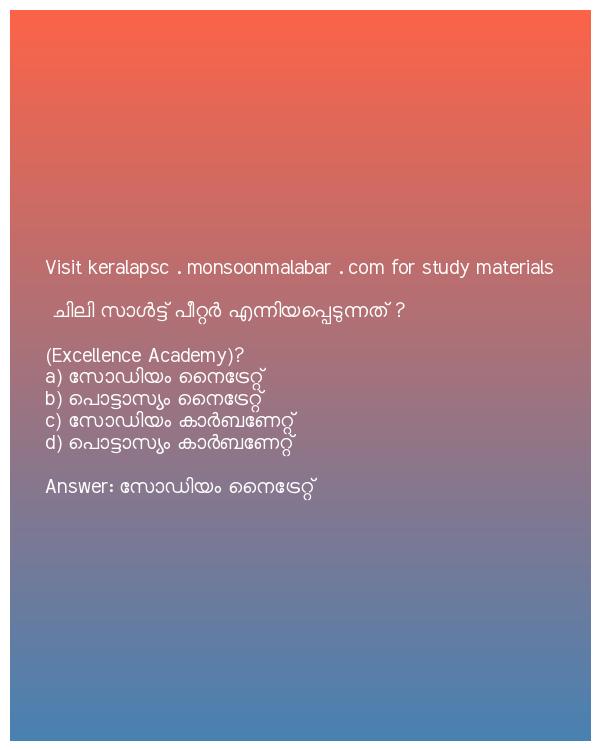 Visit keralapsc . monsoonmalabar . com for study materials
ചിലി സാൾട്ട് പീറ്റർ എന്നിയപ്പെടുന്നത് ?
(Excellence Academy)?
a) സോഡിയം നൈട്രേറ്റ്
b) പൊട്ടാസ്യം നൈട്രേറ്റ്
c) സോഡിയം കാർബണേറ്റ്
d) പൊട്ടാസ്യം കാർബണേറ്റ്
Answer: സോഡിയം നൈട്രേറ്റ്